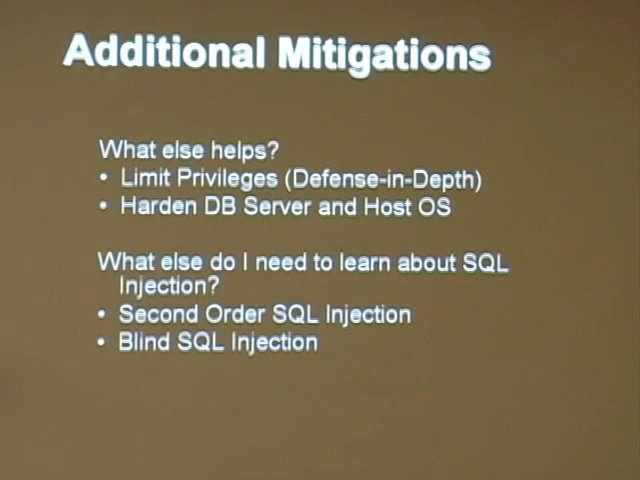 Additional Mitigations
What else helps?
• Limit Privileges (Defense-in-Depth)
• Harden DB Server and Host OS
What else do I need to learn about SQL
Injection?
• Second Order SQL Injection
• Blind SQL Injection